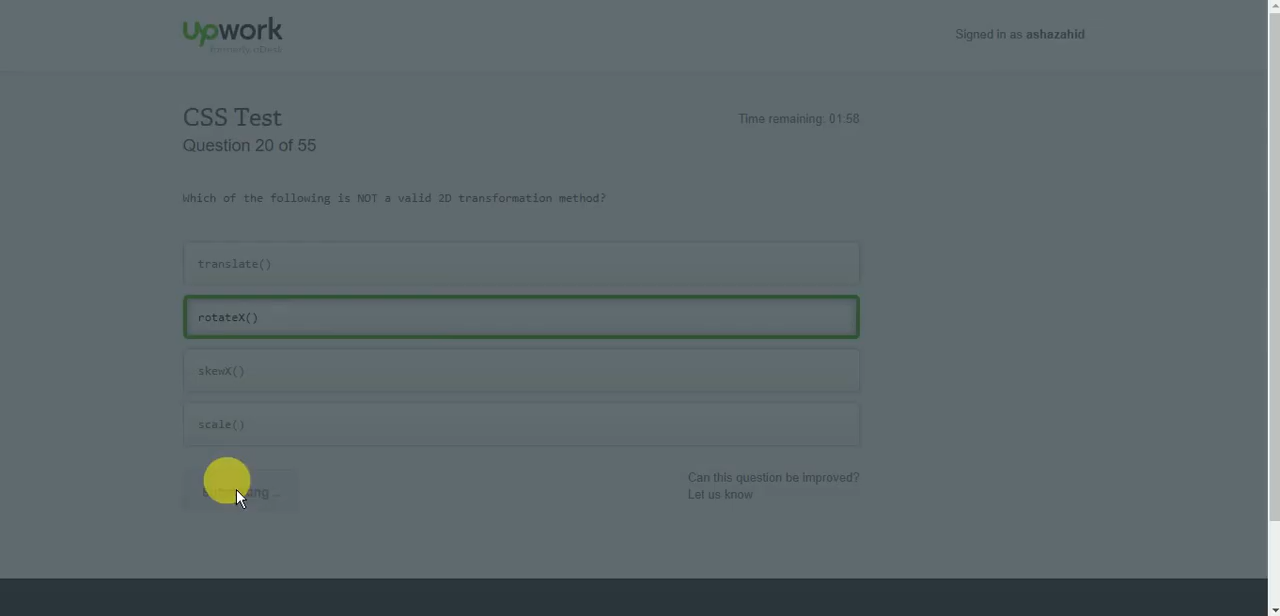 upwork
formerly oDesk
Signed in as ashazahid
CSS Test
Time remaining: 01:58
Question 20 of 55
Which of the following is NOT a valid 2D transformation method?
translate()
rotateX()
skewX()
scale()
Can this question be improved?
Let us know